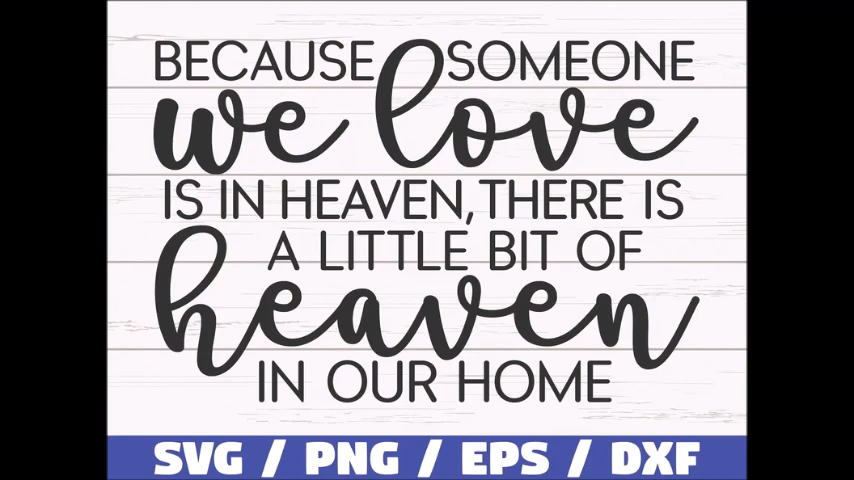 BECAUSE SOMEONE
we love
IS IN HEAVEN, THERE IS
A LITTLE BIT OF
heaven
IN OUR HOME
SVG / PNG / EPS / DXF